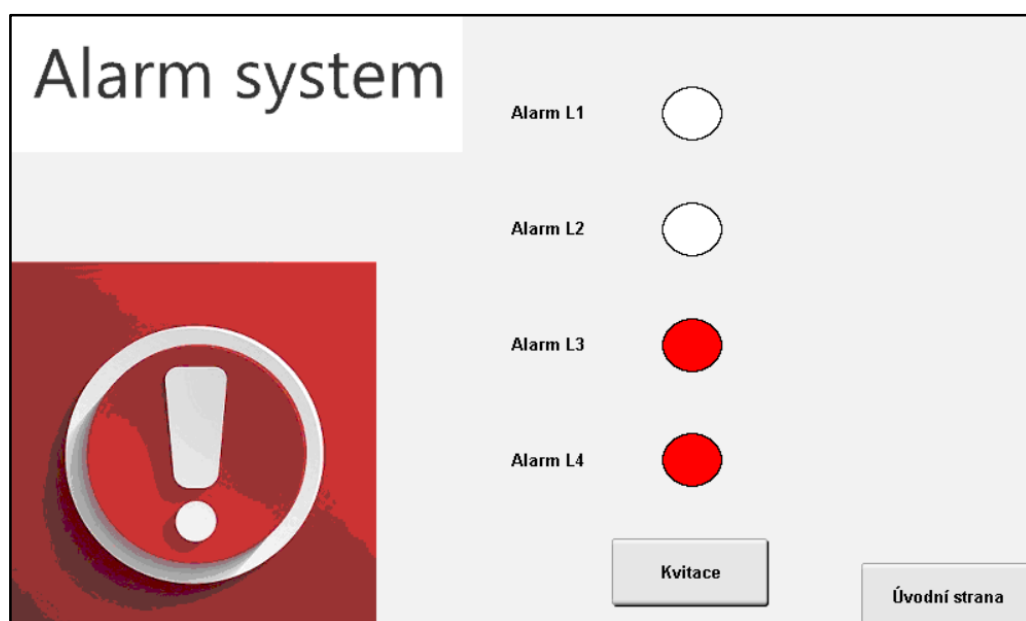 Alarm system
Alarm L1
Alarm L2
Alarm L3
Alarm L4
Kvitace
Úvodní strana